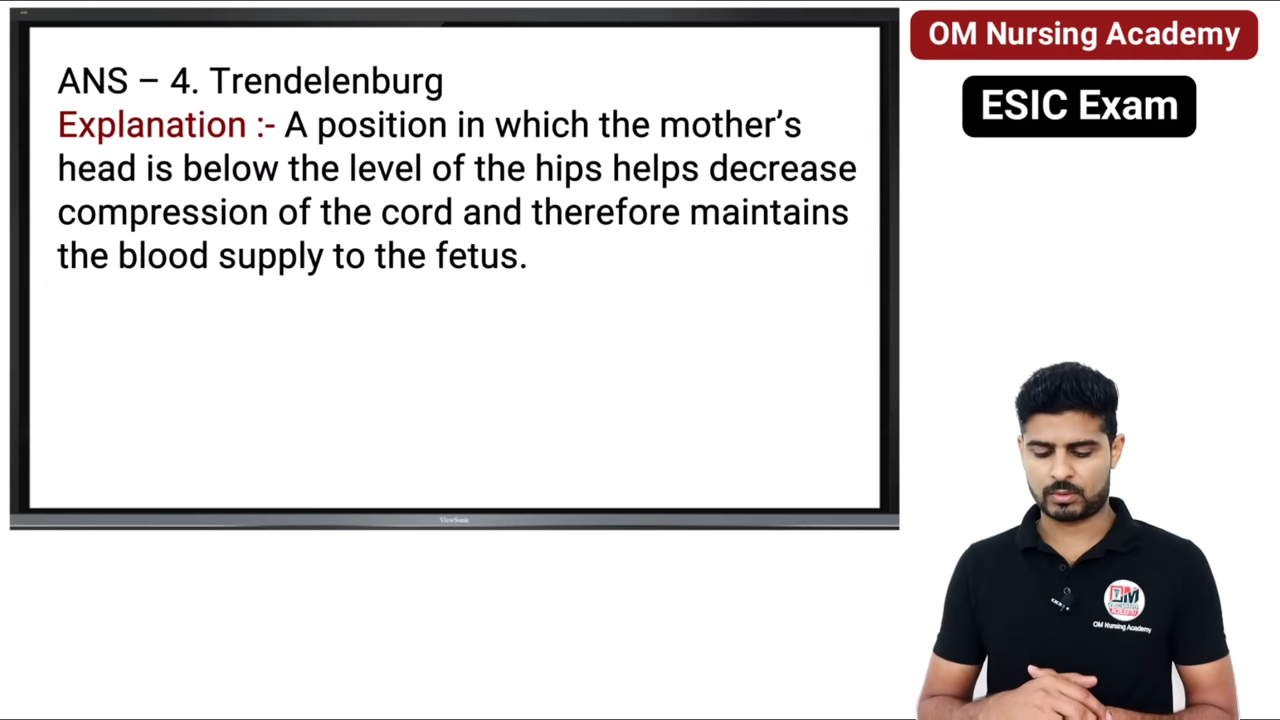 OM Nursing Academy
ESIC Exam
ANS – 4. Trendelenburg
Explanation :- A position in which the mother’s
head is below the level of the hips helps decrease
compression of the cord and therefore maintains
the blood supply to the fetus.
ViewSonic
OM Nursing Academy